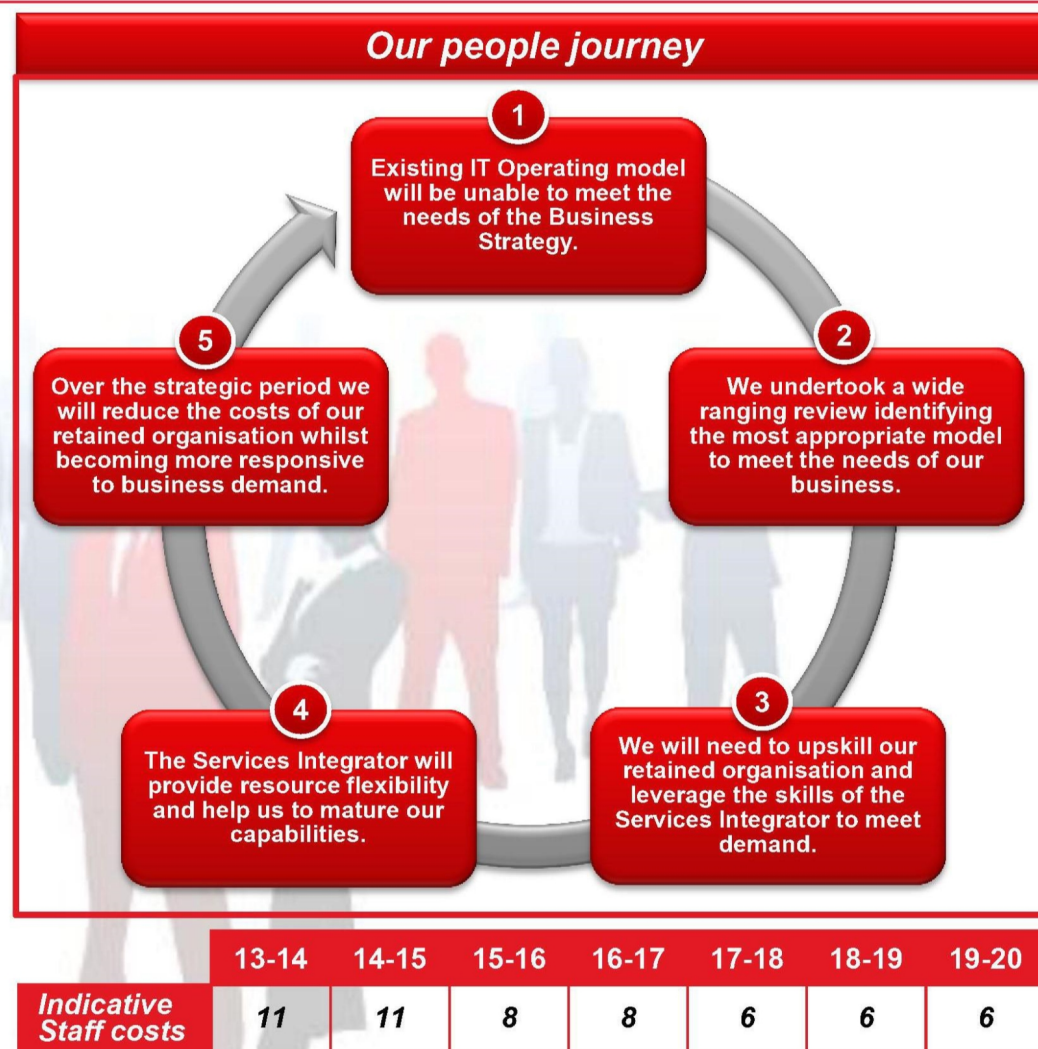 Our people journey
1
Existing IT Operating model
will be unable to meet the
needs of the Business
Strategy.
2
We undertook a wide
ranging review identifying
the most appropriate model
to meet the needs of our
business.
3
We will need to upskill our
retained organisation and
leverage the skills of the
Services Integrator to meet
demand.
4
The Services Integrator will
provide resource flexibility
and help us to mature our
capabilities.
5
Over the strategic period we
will reduce the costs of our
retained organisation whilst
becoming more responsive
to business demand.
13-14 14-15 15-16 16-17 17-18 18-19 19-20
Indicative
Staff costs 11 11 8 8 6 6 6